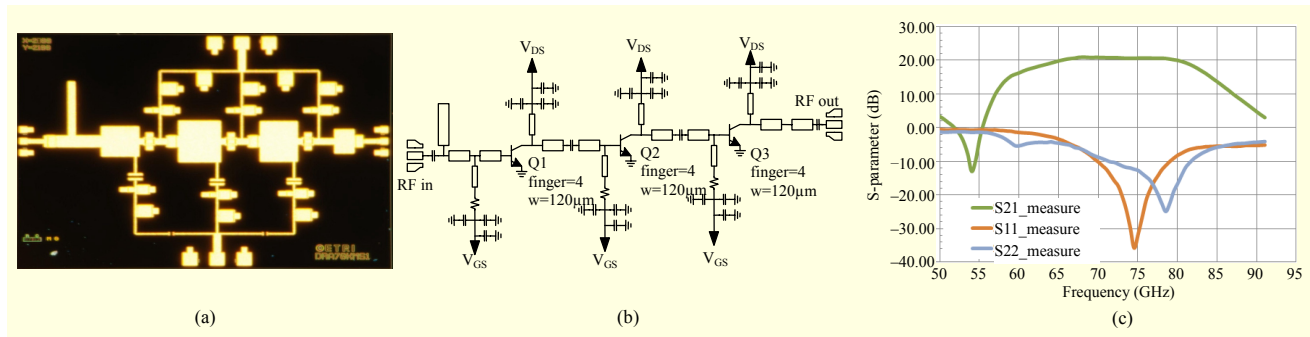 ETRI
V_DS
V_DS
V_DS
RF out
RF in
Q1
finger=4
w=120µm
Q2
finger=4
w=120µm
Q3
finger=4
w=120µm
V_GS
V_GS
V_GS
S-parameter (dB)
30.00
20.00
10.00
0.00
–10.00
–20.00
–30.00
–40.00
S21_measure
S11_measure
S22_measure
50 55 60 65 70 75 80 85 90 95
Frequency (GHz)
(a)
(b)
(c)